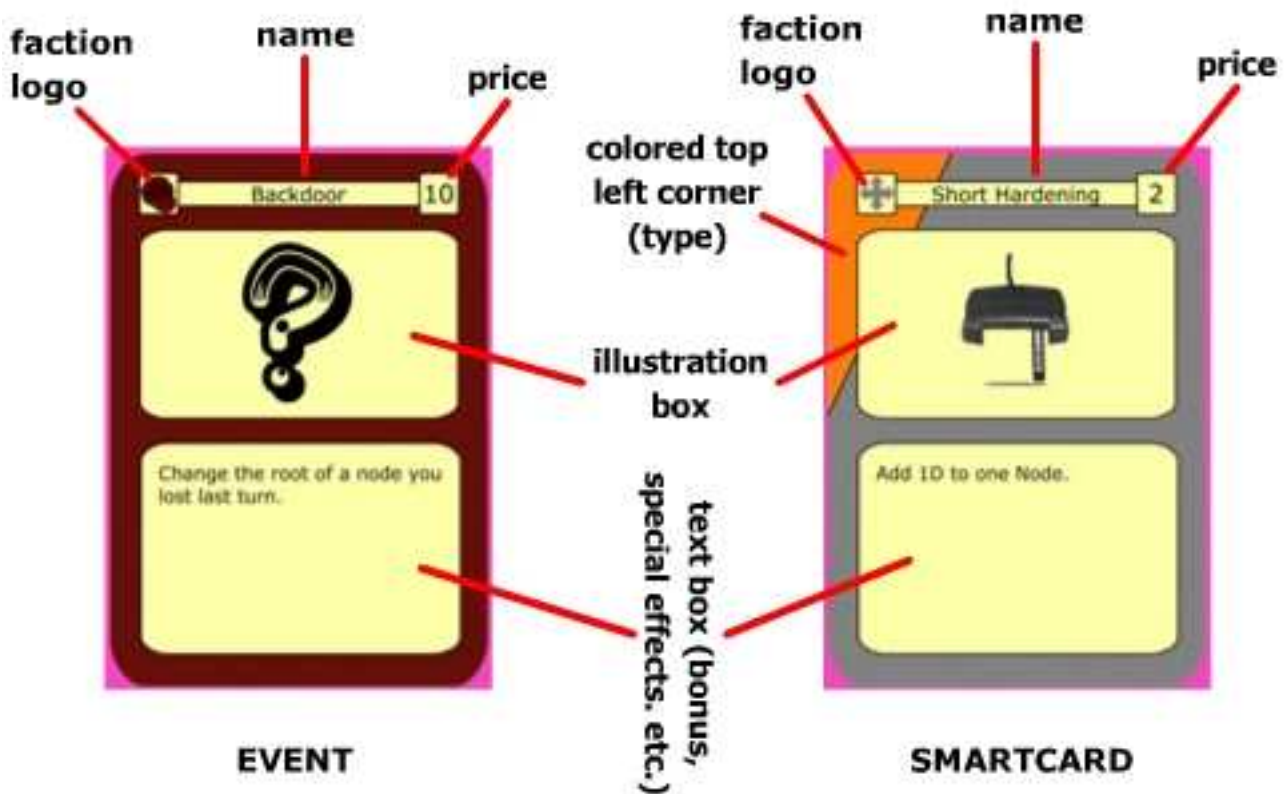 faction
logo
name
price
faction
logo
name
price
colored top
left corner
(type)
Backdoor
10
Short Hardening
2
illustration
box
Change the root of a node you
lost last turn.
Add 1D to one Node.
text box (bonus,
special effects. etc.)
EVENT
SMARTCARD